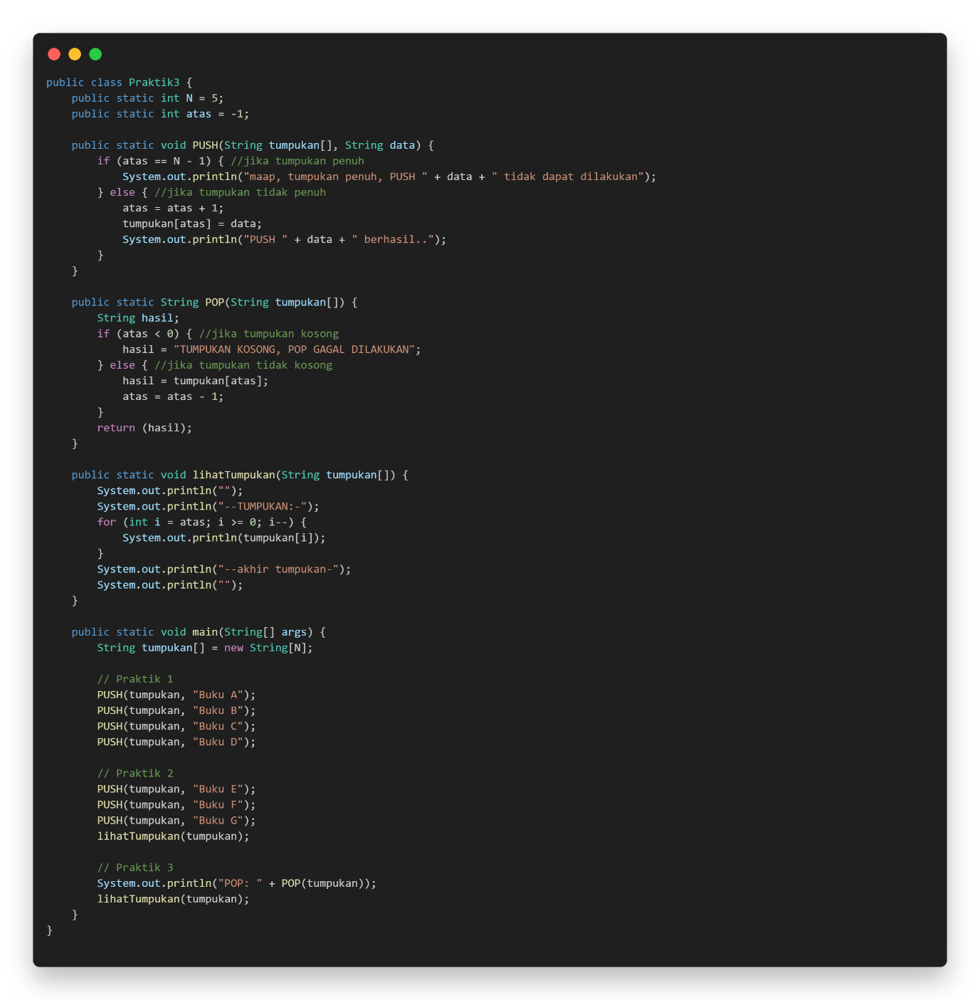 public class Praktik3 {
    public static int N = 5;
    public static int atas = -1;

    public static void PUSH(String tumpukan[], String data) {
        if (atas == N - 1) { //jika tumpukan penuh
            System.out.println("maap, tumpukan penuh, PUSH " + data + " tidak dapat dilakukan");
        } else { //jika tumpukan tidak penuh
            atas = atas + 1;
            tumpukan[atas] = data;
            System.out.println("PUSH " + data + " berhasil..");
        }
    }

    public static String POP(String tumpukan[]) {
        String hasil;
        if (atas < 0) { //jika tumpukan kosong
            hasil = "TUMPUKAN KOSONG, POP GAGAL DILAKUKAN";
        } else { //jika tumpukan tidak kosong
            hasil = tumpukan[atas];
            atas = atas - 1;
        }
        return (hasil);
    }

    public static void lihatTumpukan(String tumpukan[]) {
        System.out.println("");
        System.out.println("--TUMPUKAN:-");
        for (int i = atas; i >= 0; i--) {
            System.out.println(tumpukan[i]);
        }
        System.out.println("--akhir tumpukan-");
        System.out.println("");
    }

    public static void main(String[] args) {
        String tumpukan[] = new String[N];

        // Praktik 1
        PUSH(tumpukan, "Buku A");
        PUSH(tumpukan, "Buku B");
        PUSH(tumpukan, "Buku C");
        PUSH(tumpukan, "Buku D");

        // Praktik 2
        PUSH(tumpukan, "Buku E");
        PUSH(tumpukan, "Buku F");
        PUSH(tumpukan, "Buku G");
        lihatTumpukan(tumpukan);

        // Praktik 3
        System.out.println("POP: " + POP(tumpukan));
        lihatTumpukan(tumpukan);
    }
}